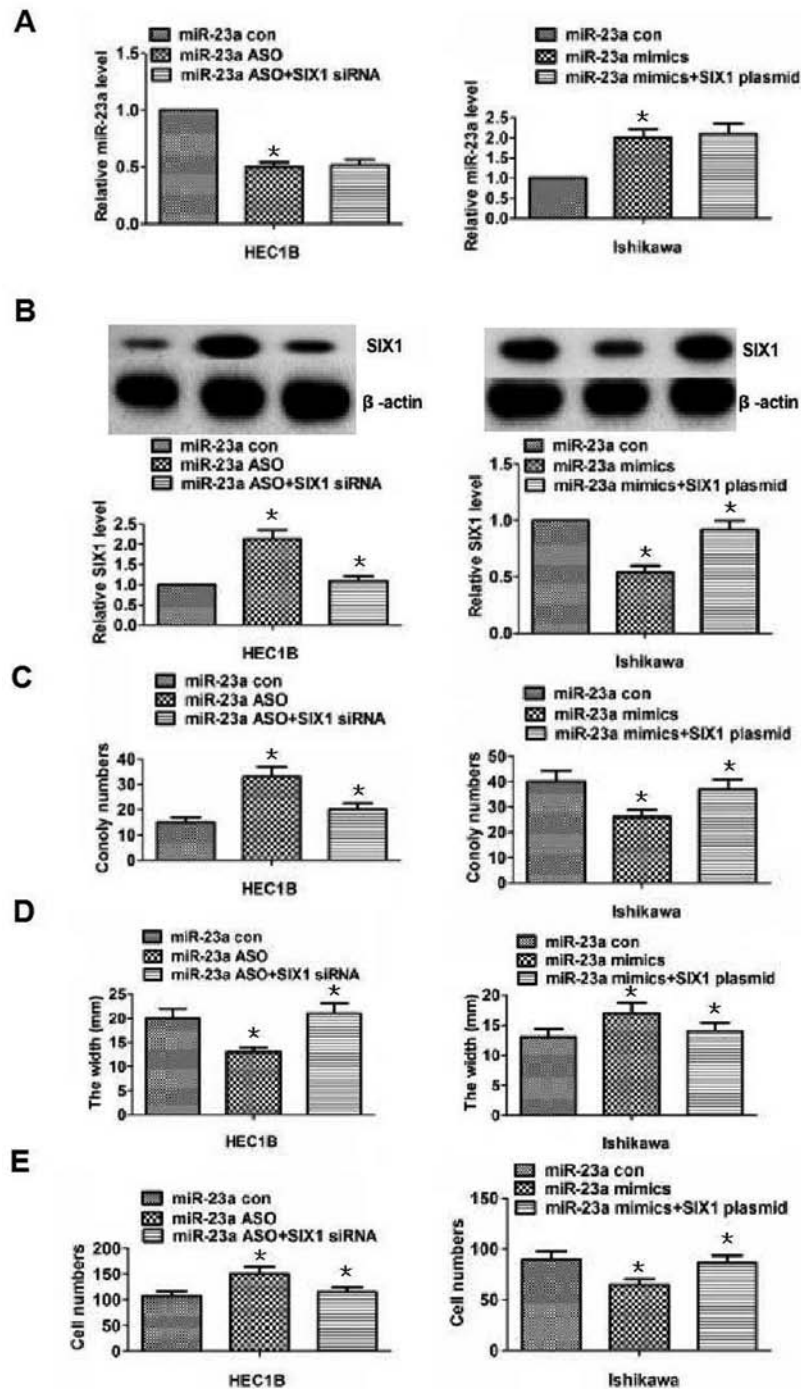 A
miR-23a con
miR-23a ASO
miR-23a ASO+SIX1 siRNA
Relative miR-23a level
1.5
1.0
0.5
0.0
*
HEC1B
miR-23a con
miR-23a mimics
miR-23a mimics+SIX1 plasmid
Relative miR-23a level
2.5
2.0
1.5
1.0
0.5
0.0
*
Ishikawa
B
SIX1
β-actin
miR-23a con
miR-23a ASO
miR-23a ASO+SIX1 siRNA
Relative SIX1 level
2.5
2.0
1.5
1.0
0.5
0.0
*
*
HEC1B
SIX1
β-actin
miR-23a con
miR-23a mimics
miR-23a mimics+SIX1 plasmid
Relative SIX1 level
1.5
1.0
0.5
0.0
*
*
Ishikawa
C
miR-23a con
miR-23a ASO
miR-23a ASO+SIX1 siRNA
Conoly numbers
40
30
20
10
0
*
*
HEC1B
miR-23a con
miR-23a mimics
miR-23a mimics+SIX1 plasmid
Conoly numbers
50
40
30
20
10
0
*
*
Ishikawa
D
miR-23a con
miR-23a ASO
miR-23a ASO+SIX1 siRNA
The width (mm)
25
20
15
10
5
0
*
*
HEC1B
miR-23a con
miR-23a mimics
miR-23a mimics+SIX1 plasmid
The width (mm)
20
15
10
5
0
*
*
Ishikawa
E
miR-23a con
miR-23a ASO
miR-23a ASO+SIX1 siRNA
Cell numbers
200
150
100
50
0
*
*
HEC1B
miR-23a con
miR-23a mimics
miR-23a mimics+SIX1 plasmid
Cell numbers
150
100
50
0
*
*
Ishikawa